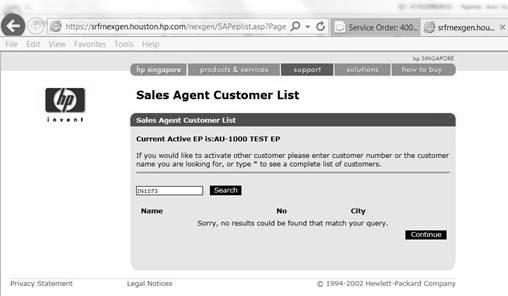 https://srfrnexgen.houston.hp.com/nexgen/SAPeplist.asp?Page
Service Order: 400...
srfrnexgen.hou...
File Edit View Favorites Tools Help
hp SINGAPORE
hp singapore products & services support solutions how to buy
hp
invent
Sales Agent Customer List
Sales Agent Customer List
Current Active EP is:AU-1000 TEST EP
If you would like to activate other customer please enter customer number or the customer
name you are looking for, or type * to see a complete list of customers.
IN1073 Search
Name No City
Sorry, no results could be found that match your query.
Continue
Privacy Statement Legal Notices © 1994-2002 Hewlett-Packard Company